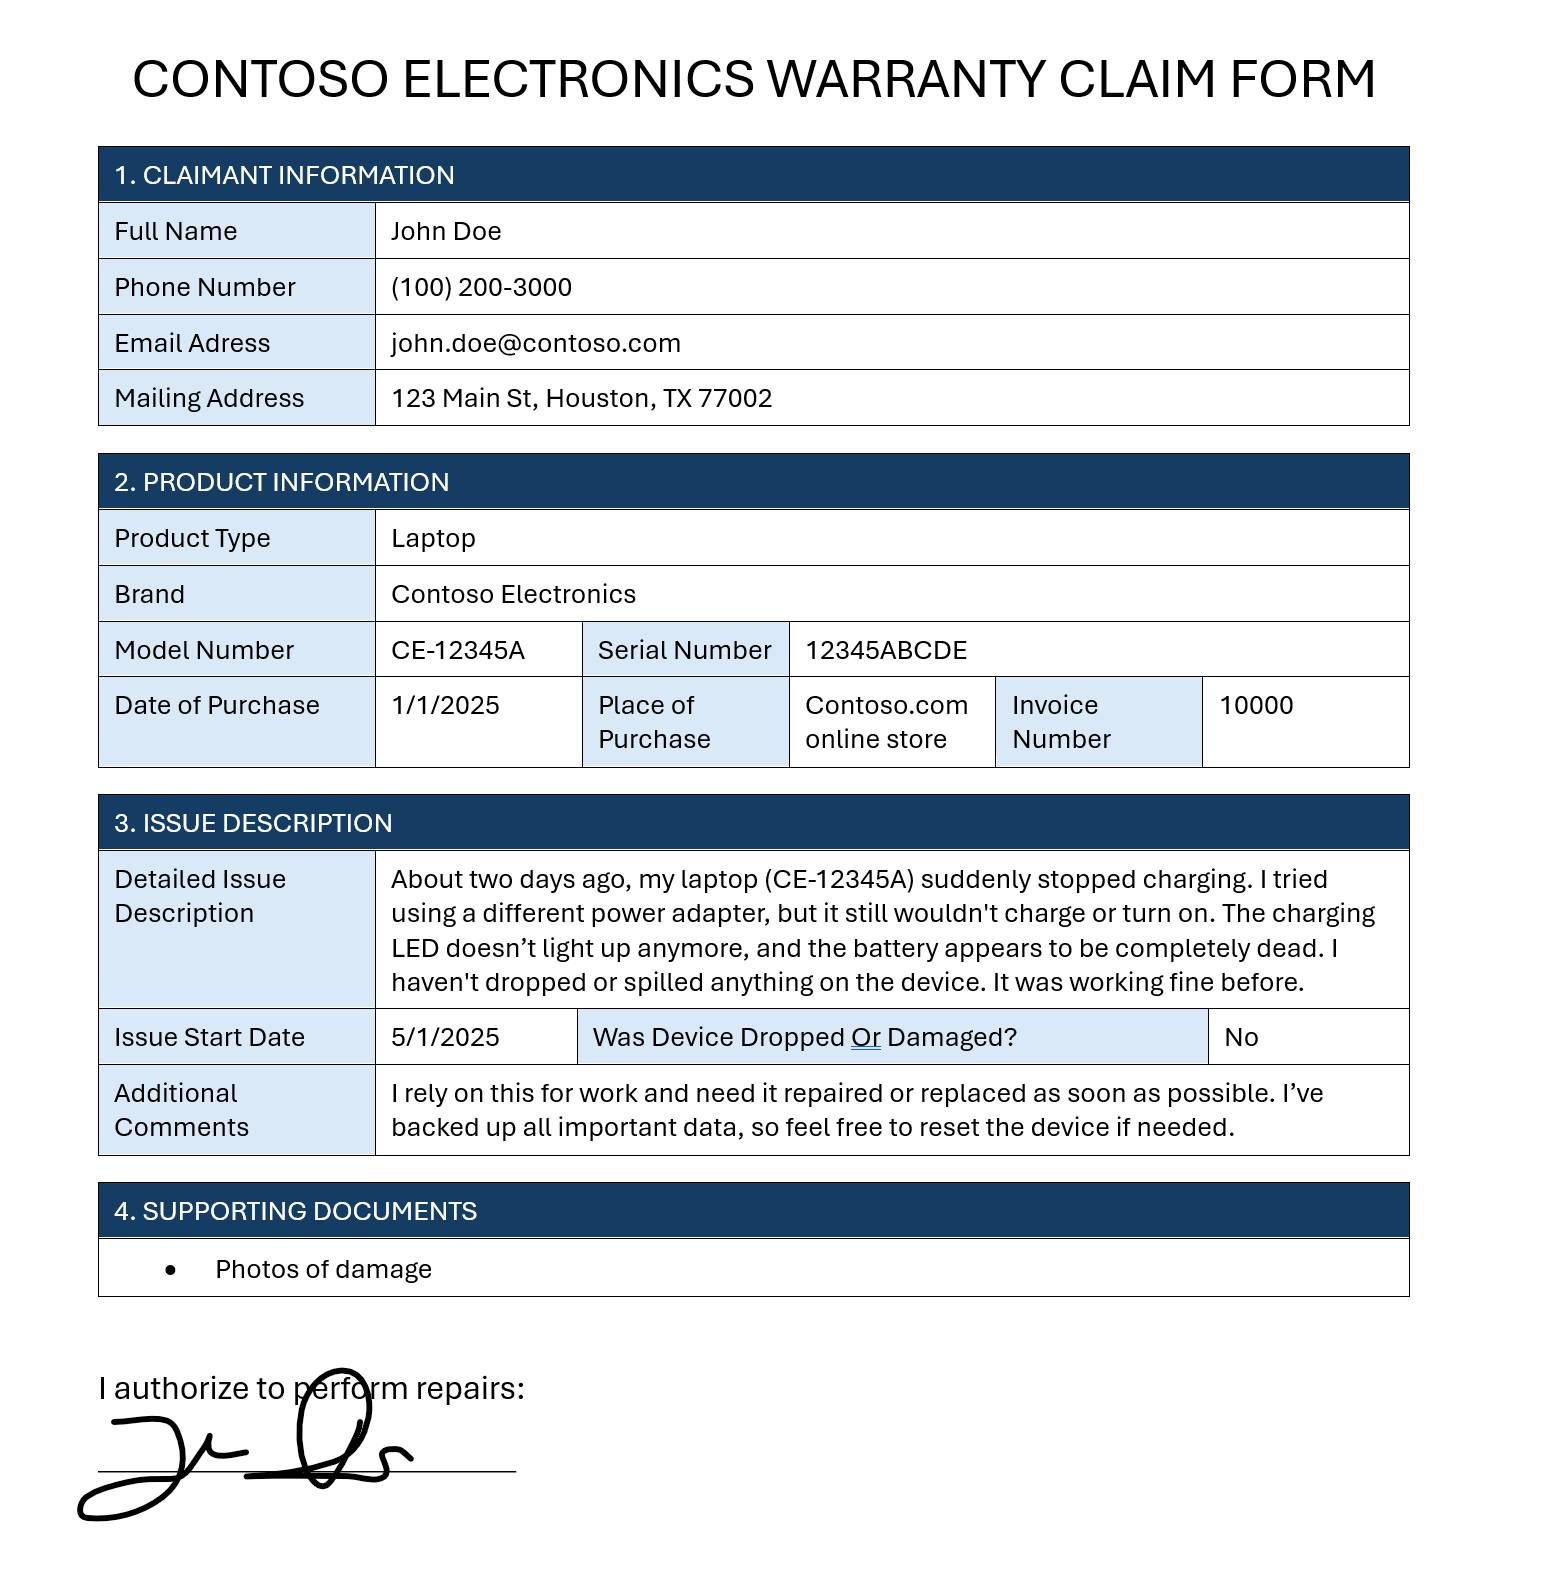 CONTOSO ELECTRONICS WARRANTY CLAIM FORM
1. CLAIMANT INFORMATION
Full Name John Doe
Phone Number (100) 200-3000
Email Adress john.doe@contoso.com
Mailing Address 123 Main St, Houston, TX 77002
2. PRODUCT INFORMATION
Product Type Laptop
Brand Contoso Electronics
Model Number CE-12345A Serial Number 12345ABCDE
Date of Purchase 1/1/2025 Place of Purchase Contoso.com online store Invoice Number 10000
3. ISSUE DESCRIPTION
Detailed Issue Description
About two days ago, my laptop (CE-12345A) suddenly stopped charging. I tried
using a different power adapter, but it still wouldn't charge or turn on. The charging
LED doesn’t light up anymore, and the battery appears to be completely dead. I
haven't dropped or spilled anything on the device. It was working fine before.
Issue Start Date 5/1/2025 Was Device Dropped Or Damaged? No
Additional Comments
I rely on this for work and need it repaired or replaced as soon as possible. I’ve
backed up all important data, so feel free to reset the device if needed.
4. SUPPORTING DOCUMENTS
• Photos of damage
I authorize to perform repairs: